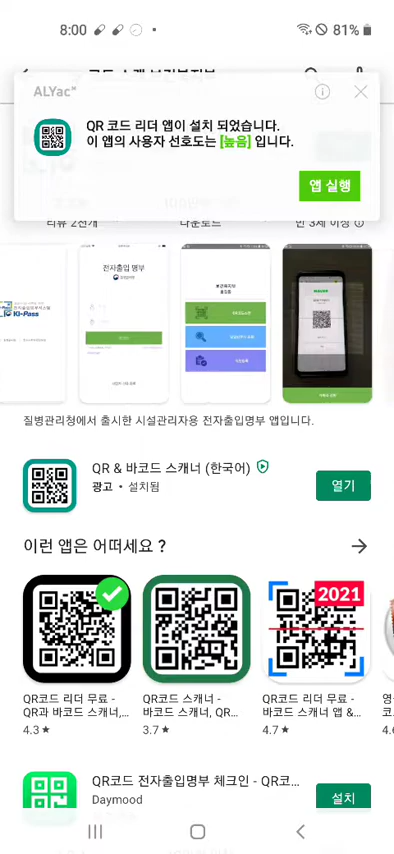 8:00
81%
ALYac
QR 코드 리더 앱이 설치 되었습니다.
이 앱의 사용자 선호도는 [높음] 입니다.
앱 실행
리뷰 2천개
다운로드
만 3세 이상
KI-Pass
전자출입 명부
질병관리청에서 출시한 시설관리자용 전자출입명부 앱입니다.
QR & 바코드 스캐너 (한국어)
광고 • 설치됨
열기
이런 앱은 어떠세요 ?
2021
QR코드 리더 무료 -
QR과 바코드 스캐너,...
4.3★
QR코드 스캐너 -
바코드 스캐너, QR...
3.7★
QR코드 리더 무료 -
바코드 스캐너 앱 &...
4.7★
QR코드 전자출입명부 체크인 - QR코...
Daymood
설치